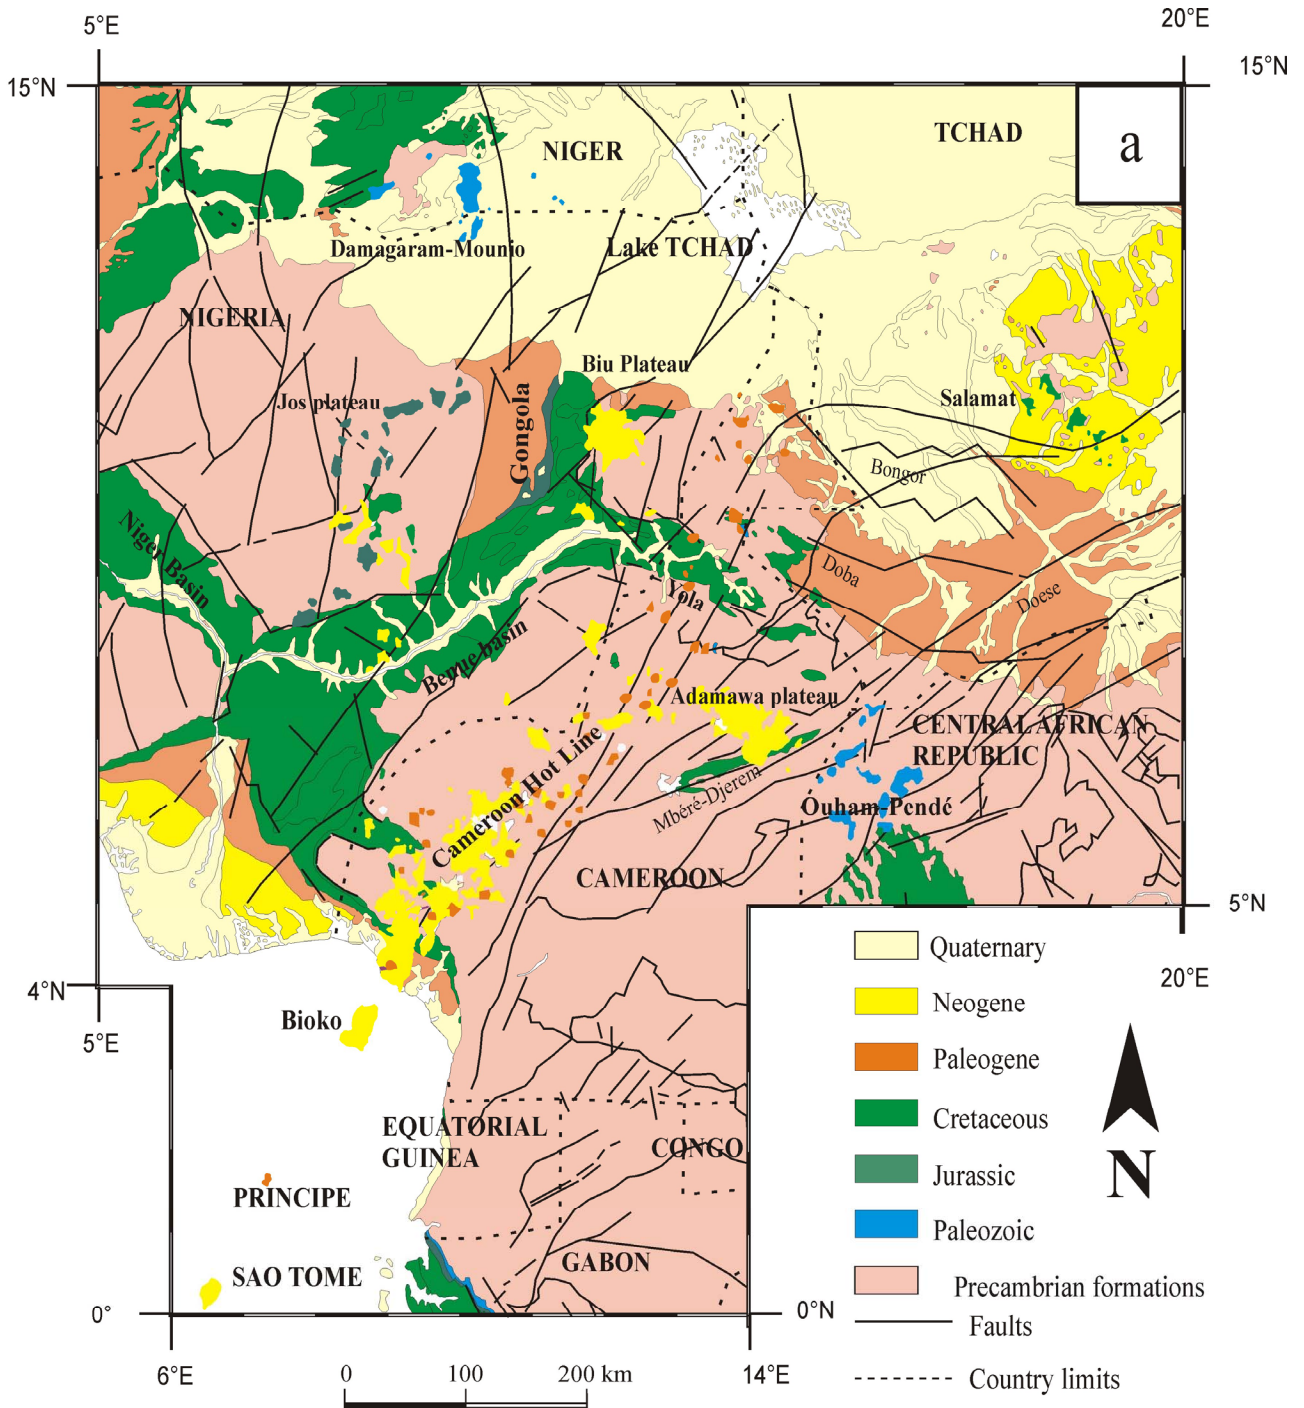 5°E
20°E
15°N
15°N
a
TCHAD
NIGER
Damagaram-Mounio
Lake TCHAD
NIGERIA
Biu Plateau
Jos plateau
Salamat
Gongola
Bongor
Niger Basin
Doba
Yola
Doese
Benue basin
Adamawa plateau
CENTRAL AFRICAN
REPUBLIC
Cameroon Hot Line
Mbéré-Djerem
Ouham-Pendé
CAMEROON
5°N
Quaternary
20°E
4°N
Neogene
Bioko
5°E
Paleogene
Cretaceous
EQUATORIAL
GUINEA
CONGO
N
Jurassic
PRINCIPE
Paleozoic
GABON
SAO TOME
Precambrian formations
0°
0°N
Faults
6°E
0 100 200 km
14°E
Country limits